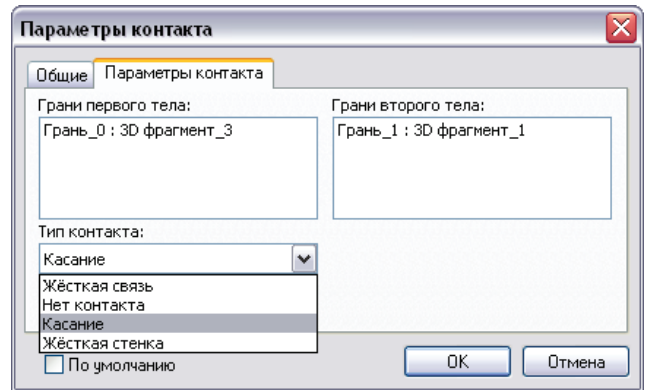 Параметры контакта
Общие Параметры контакта
Грани первого тела: Грани второго тела:
Грань_0 : 3D фрагмент_3 Грань_1 : 3D фрагмент_1
Тип контакта:
Касание
Жёсткая связь
Нет контакта
Касание
Жёсткая стенка
По умолчанию OK Отмена